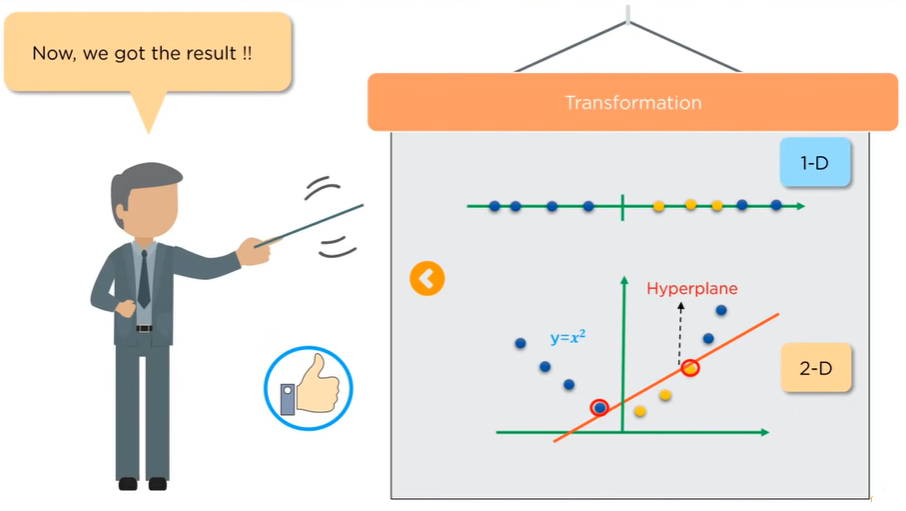 Now, we got the result !!
Transformation
1-D
Hyperplane
y=x²
2-D